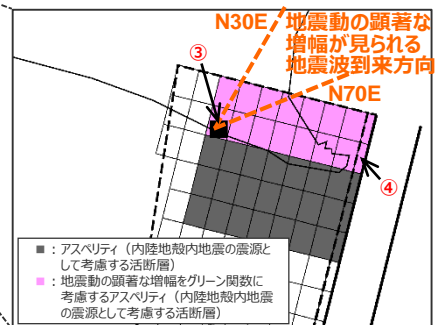 N30E 地震動の顕著な
増幅が見られる
地震波到来方向
③
N70E
④
■：アスペリティ（内陸地殻内地震の震源と
して考慮する活断層）
■：地震動の顕著な増幅をグリーン関数に
考慮するアスペリティ（内陸地殻内地震
の震源として考慮する活断層）